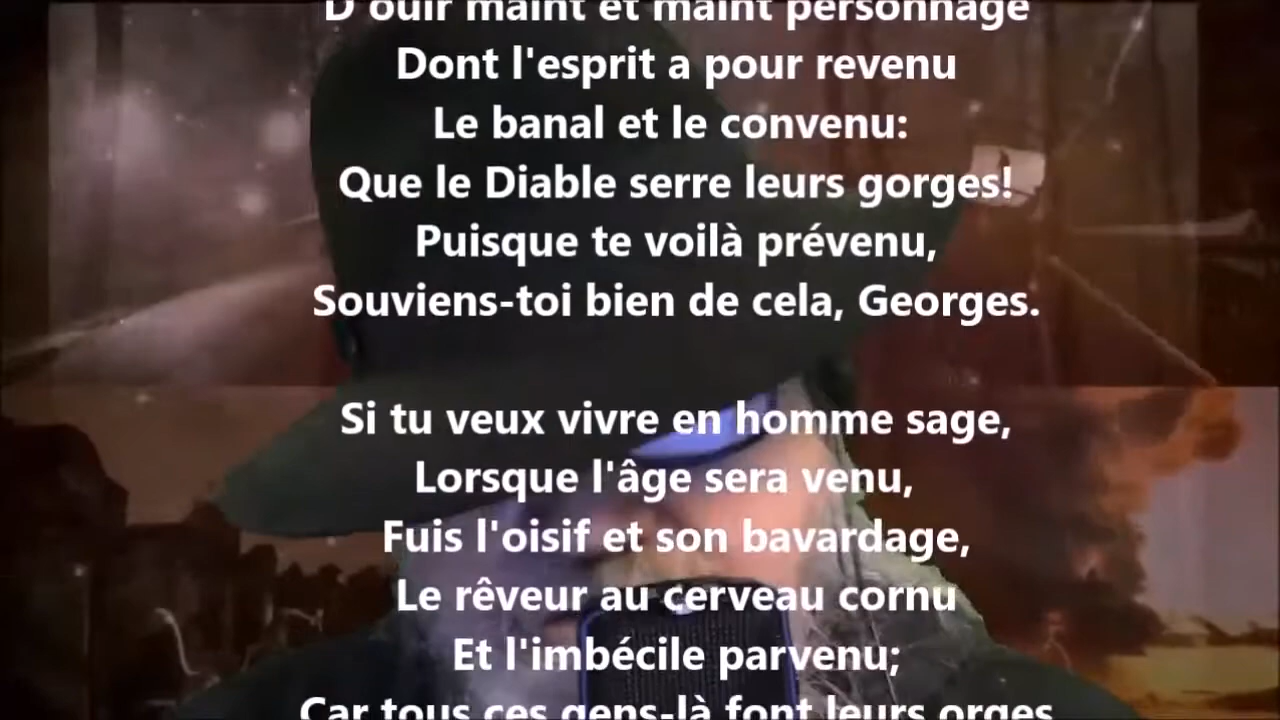 D'ouïr maint et maint personnage
Dont l'esprit a pour revenu
Le banal et le convenu:
Que le Diable serre leurs gorges!
Puisque te voilà prévenu,
Souviens-toi bien de cela, Georges.
Si tu veux vivre en homme sage,
Lorsque l'âge sera venu,
Fuis l'oisif et son bavardage,
Le rêveur au cerveau cornu
Et l'imbécile parvenu;
Car tous ces gens-là font leurs orges